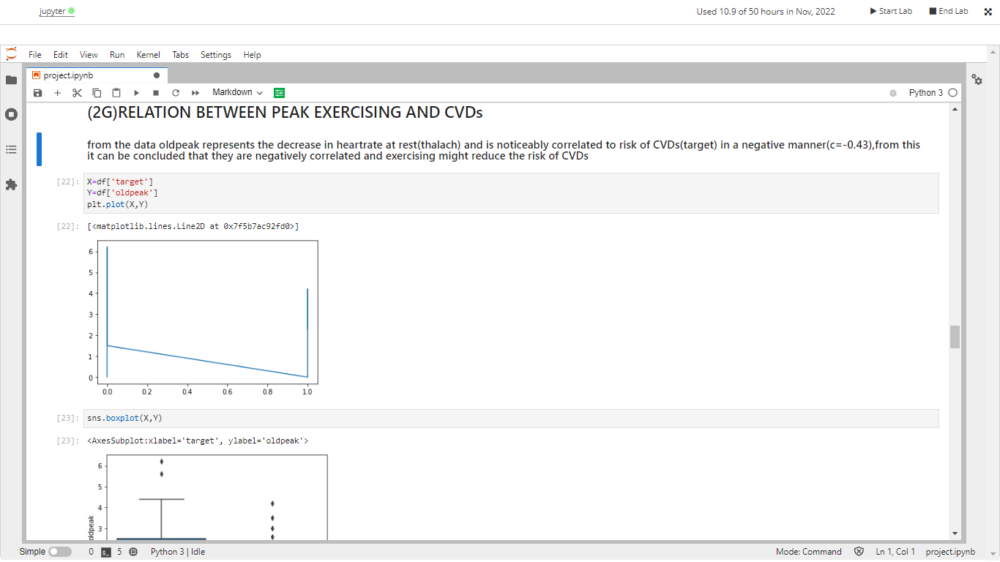 jupyter
Used 10.9 of 50 hours in Nov, 2022
Start Lab
End Lab
File Edit View Run Kernel Tabs Settings Help
project.ipynb
Markdown
Python 3
(2G)RELATION BETWEEN PEAK EXERCISING AND CVDs
from the data oldpeak represents the decrease in heartrate at rest(thalach) and is noticeably correlated to risk of CVDs(target) in a negative manner(c=-0.43),from this
it can be concluded that they are negatively correlated and exercising might reduce the risk of CVDs
[22]: X=df['target']
Y=df['oldpeak']
plt.plot(X,Y)
[22]: [<matplotlib.lines.Line2D at 0x7f5b7ac92fd0>]
6
5
4
3
2
1
0
0.0 0.2 0.4 0.6 0.8 1.0
[23]: sns.boxplot(X,Y)
[23]: <AxesSubplot:xlabel='target', ylabel='oldpeak'>
6
5
4
3
oldpeak
Simple 0 $_ 5 Python 3 | Idle Mode: Command Ln 1, Col 1 project.ipynb